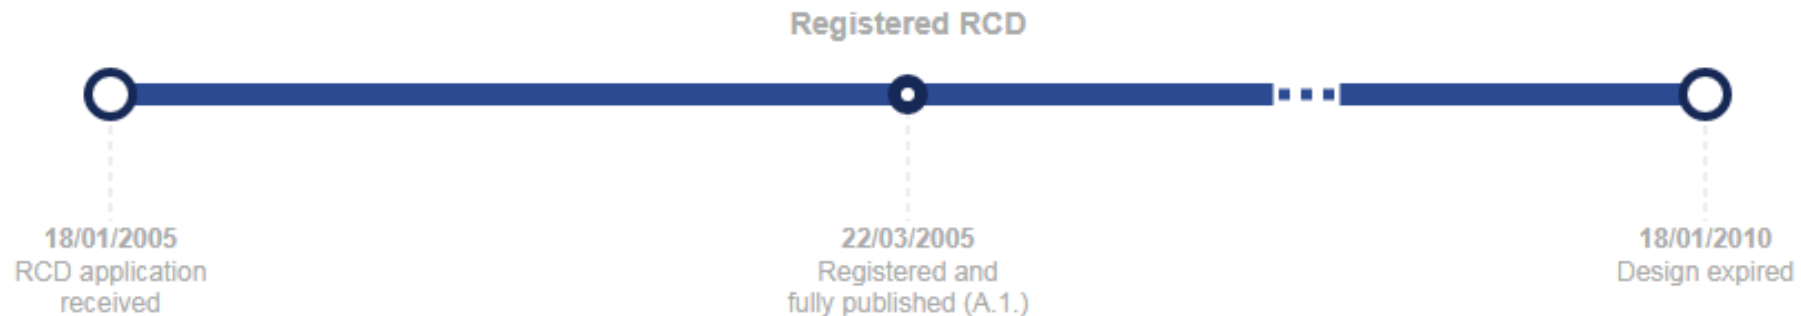 Registered RCD
18/01/2005
RCD application
received
22/03/2005
Registered and
fully published (A.1.)
18/01/2010
Design expired